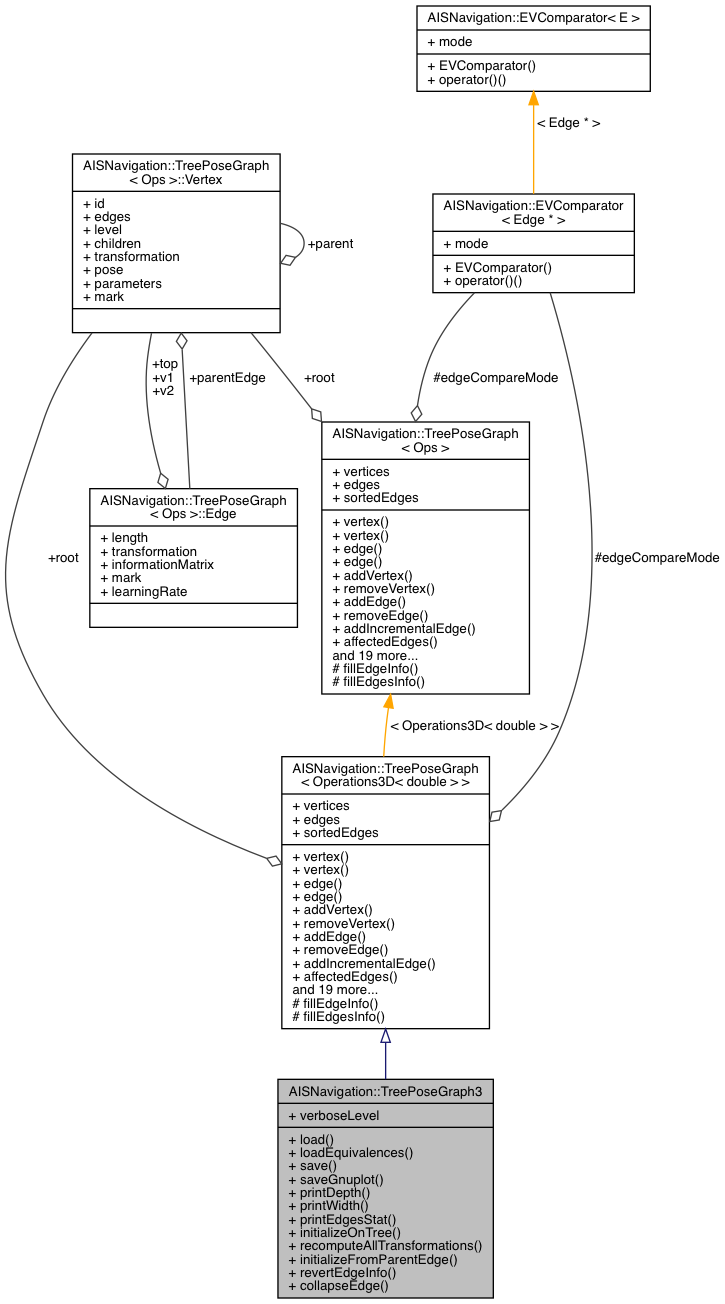 AISNavigation::EVComparator< E >
+ mode
+ EVComparator()
+ operator()()
< Edge * >
AISNavigation::TreePoseGraph
< Ops >::Vertex
+ id
+ edges
+ level
+ children
+ transformation
+ pose
+ parameters
+ mark
+parent
AISNavigation::EVComparator
< Edge * >
+ mode
+ EVComparator()
+ operator()()
+top
+v1
+v2
+parentEdge
+root
#edgeCompareMode
AISNavigation::TreePoseGraph
< Ops >
+ vertices
+ edges
+ sortedEdges
+ vertex()
+ vertex()
+ edge()
+ edge()
+ addVertex()
+ removeVertex()
+ addEdge()
+ removeEdge()
+ addIncrementalEdge()
+ affectedEdges()
and 19 more...
# fillEdgeInfo()
# fillEdgesInfo()
AISNavigation::TreePoseGraph
< Ops >::Edge
+ length
+ transformation
+ informationMatrix
+ mark
+ learningRate
+root
#edgeCompareMode
< Operations3D< double > >
AISNavigation::TreePoseGraph
< Operations3D< double > >
+ vertices
+ edges
+ sortedEdges
+ vertex()
+ vertex()
+ edge()
+ edge()
+ addVertex()
+ removeVertex()
+ addEdge()
+ removeEdge()
+ addIncrementalEdge()
+ affectedEdges()
and 19 more...
# fillEdgeInfo()
# fillEdgesInfo()
AISNavigation::TreePoseGraph3
+ verboseLevel
+ load()
+ loadEquivalences()
+ save()
+ saveGnuplot()
+ printDepth()
+ printWidth()
+ printEdgesStat()
+ initializeOnTree()
+ recomputeAllTransformations()
+ initializeFromParentEdge()
+ revertEdgeInfo()
+ collapseEdge()